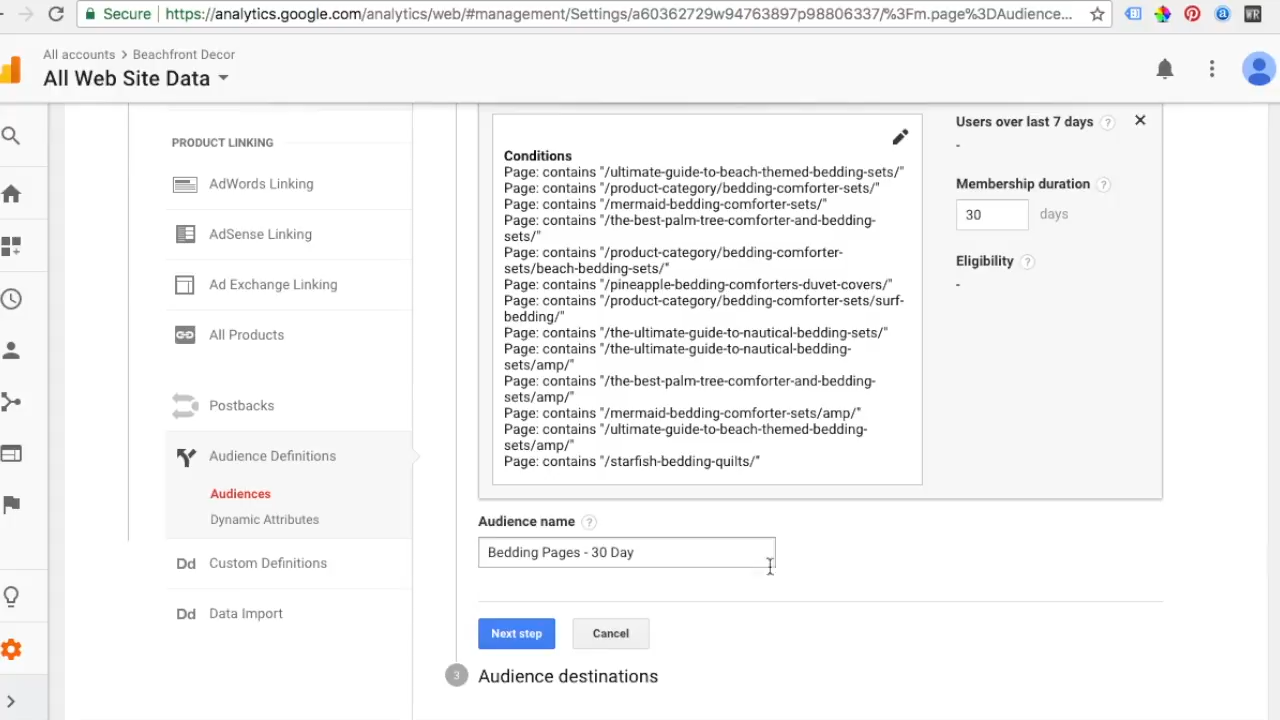 Secure
https://analytics.google.com/analytics/web/#management/Settings/a60362729w94763897p98806337/%3Fm.page%3DAudience...
WR
All accounts > Beachfront Decor
All Web Site Data
PRODUCT LINKING
AdWords Linking
AdSense Linking
Ad Exchange Linking
All Products
Postbacks
Audience Definitions
Audiences
Dynamic Attributes
Dd Custom Definitions
Dd Data Import
Conditions
Page: contains "/ultimate-guide-to-beach-themed-bedding-sets/"
Page: contains "/product-category/bedding-comforter-sets/"
Page: contains "/mermaid-bedding-comforter-sets/"
Page: contains "/the-best-palm-tree-comforter-and-bedding-
sets/"
Page: contains "/product-category/bedding-comforter-
sets/beach-bedding-sets/"
Page: contains "/pineapple-bedding-comforters-duvet-covers/"
Page: contains "/product-category/bedding-comforter-sets/surf-
bedding/"
Page: contains "/the-ultimate-guide-to-nautical-bedding-sets/"
Page: contains "/the-ultimate-guide-to-nautical-bedding-
sets/amp/"
Page: contains "/the-best-palm-tree-comforter-and-bedding-
sets/amp/"
Page: contains "/mermaid-bedding-comforter-sets/amp/"
Page: contains "/ultimate-guide-to-beach-themed-bedding-
sets/amp/"
Page: contains "/starfish-bedding-quilts/"
Users over last 7 days ?
-
Membership duration ?
30 days
Eligibility ?
-
Audience name ?
Bedding Pages - 30 Day
Next step
Cancel
3 Audience destinations